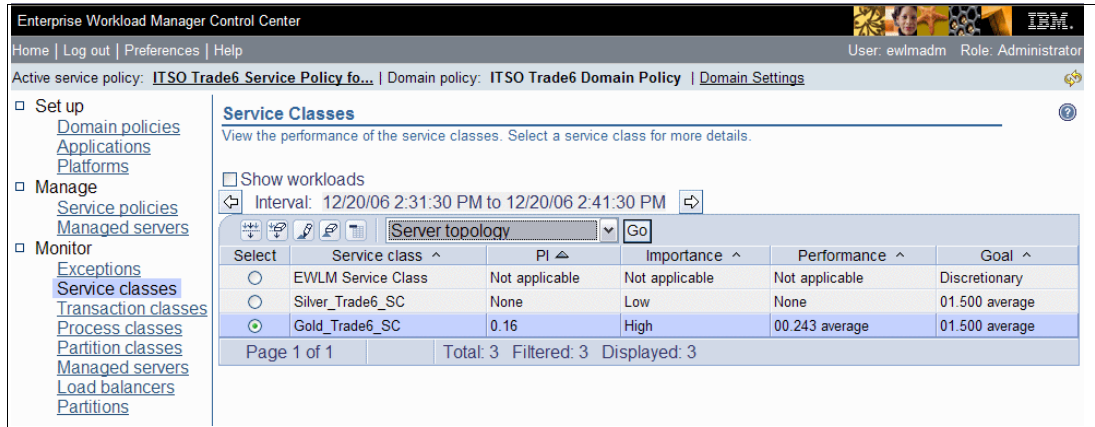 Enterprise Workload Manager Control Center
IBM.
Home | Log out | Preferences | Help
User: ewlmadm Role: Administrator
Active service policy: ITSO Trade6 Service Policy fo... | Domain policy: ITSO Trade6 Domain Policy | Domain Settings
Set up
Domain policies
Applications
Platforms
Manage
Service policies
Managed servers
Monitor
Exceptions
Service classes
Transaction classes
Process classes
Partition classes
Managed servers
Load balancers
Partitions
Service Classes
?
View the performance of the service classes. Select a service class for more details.
Show workloads
Interval: 12/20/06 2:31:30 PM to 12/20/06 2:41:30 PM
Server topology Go
Select Service class ^ PI Importance ^ Performance ^ Goal ^
EWLM Service Class Not applicable Not applicable Not applicable Discretionary
Silver_Trade6_SC None Low None 01.500 average
Gold_Trade6_SC 0.16 High 00.243 average 01.500 average
Page 1 of 1 Total: 3 Filtered: 3 Displayed: 3